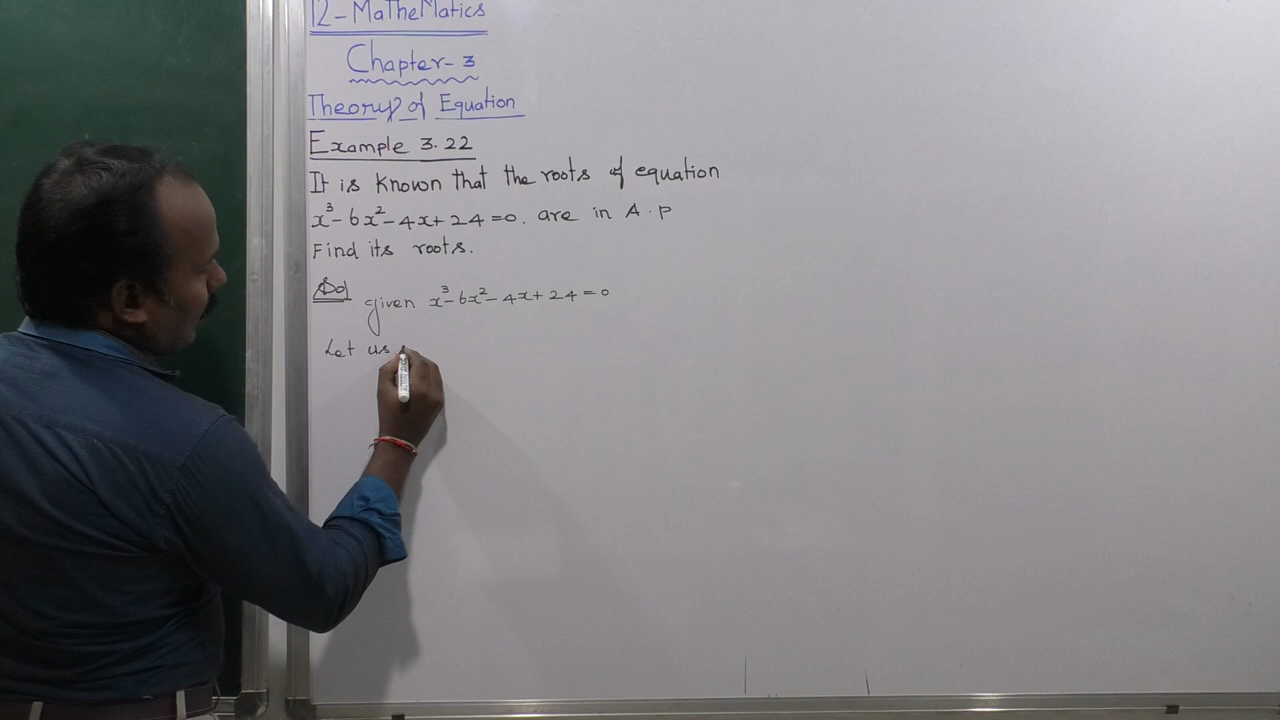 12-MaTheMatics
Chapter-3
Theory of Equation
Example 3.22
It is known that the roots of equation
x³-6x²-4x+24=0. are in A.P
Find its roots.
Sol
given x³-6x²-4x+24=0
Let us